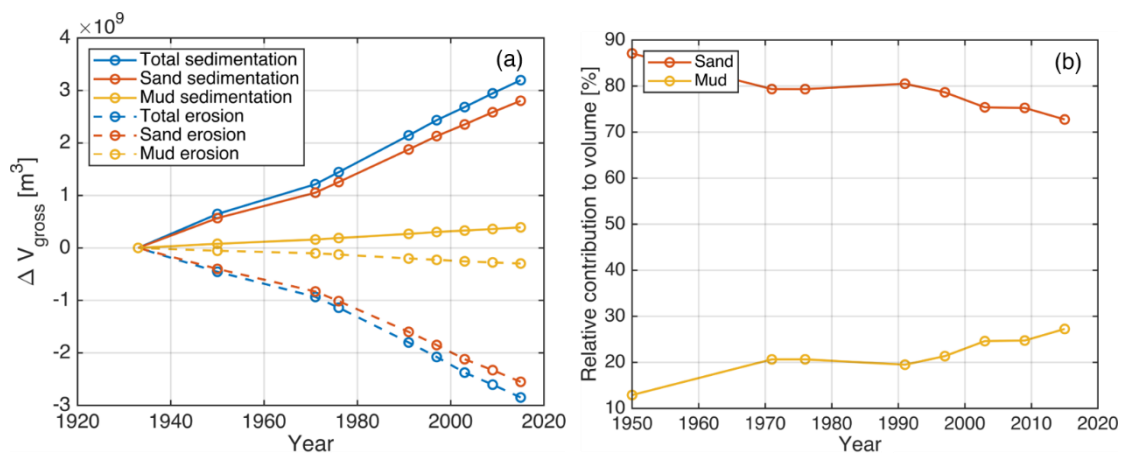 ×10⁹
(a)
Total sedimentation
Sand sedimentation
Mud sedimentation
Total erosion
Sand erosion
Mud erosion
4
3
2
1
0
-1
-2
-3
Δ V_gross [m³]
1920 1940 1960 1980 2000 2020
Year
(b)
Sand
Mud
90
80
70
60
50
40
30
20
10
Relative contribution to volume [%]
1950 1960 1970 1980 1990 2000 2010 2020
Year